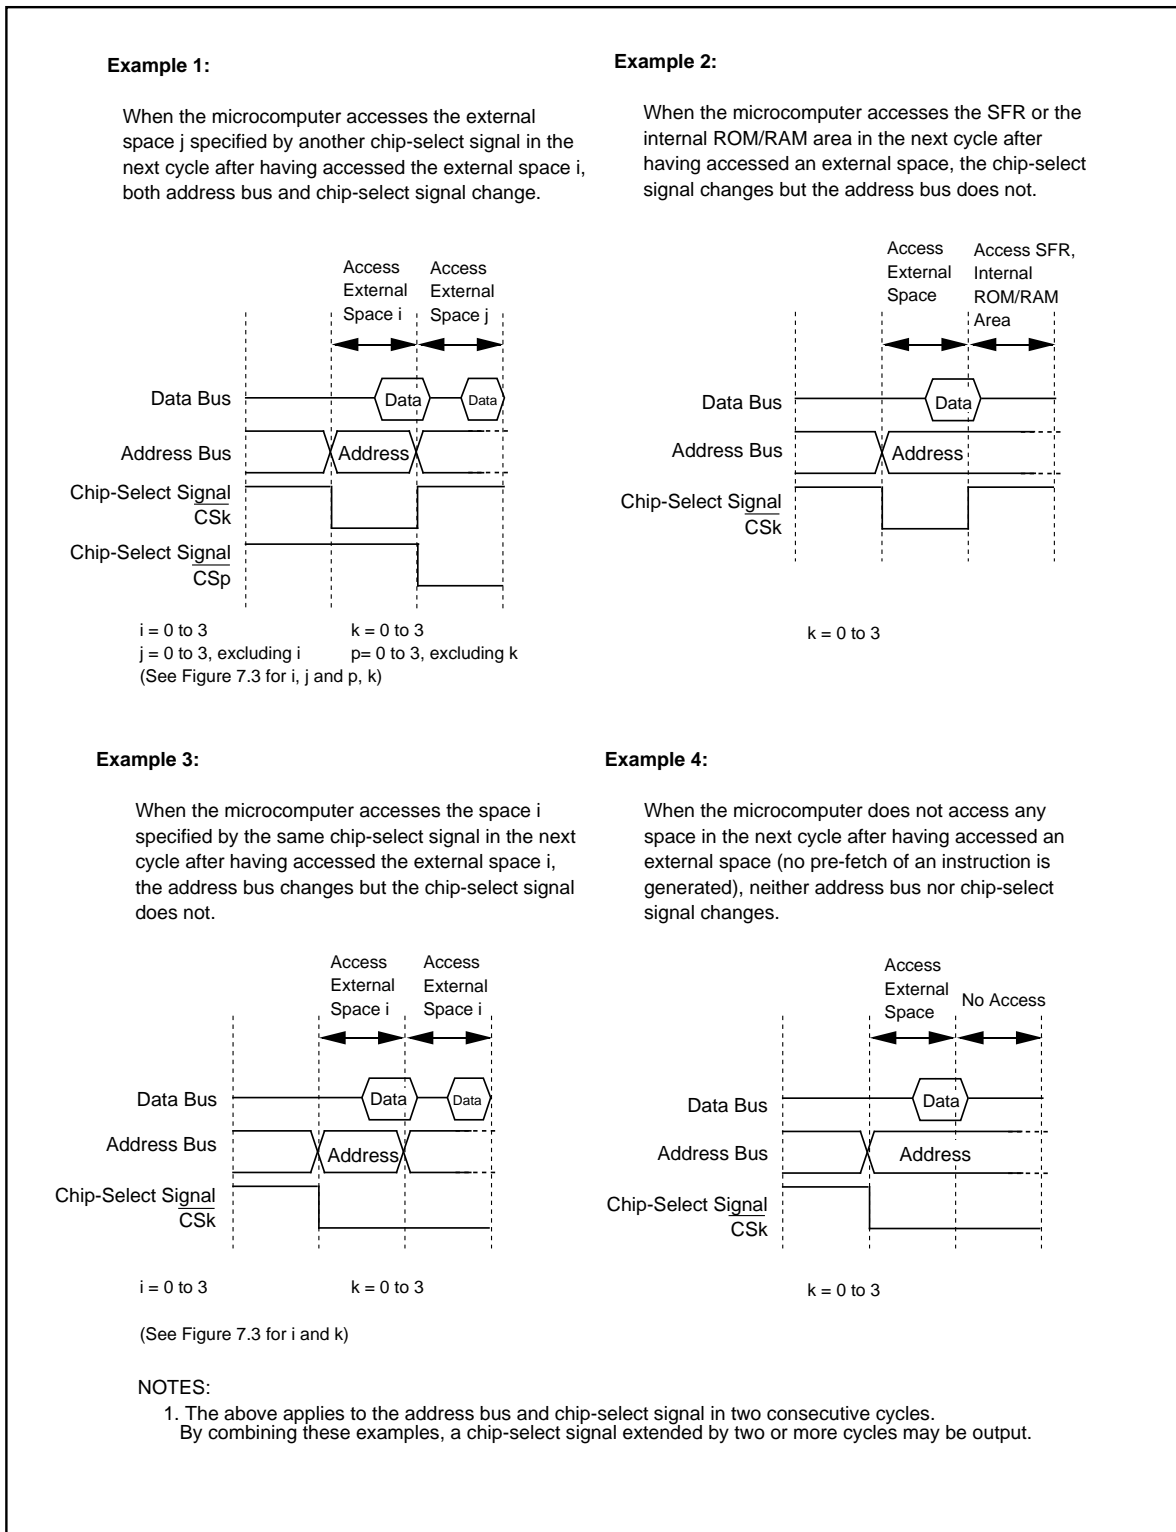 Example 1:
When the microcomputer accesses the external
space j specified by another chip-select signal in the
next cycle after having accessed the external space i,
both address bus and chip-select signal change.
Access
External
Space i
Access
External
Space j
Data Bus
Data
Data
Address Bus
Address
Chip-Select Signal
CSk
Chip-Select Signal
CSp
i = 0 to 3
k = 0 to 3
j = 0 to 3, excluding i
p= 0 to 3, excluding k
(See Figure 7.3 for i, j and p, k)
Example 2:
When the microcomputer accesses the SFR or the
internal ROM/RAM area in the next cycle after
having accessed an external space, the chip-select
signal changes but the address bus does not.
Access
External
Space
Access SFR,
Internal
ROM/RAM
Area
Data Bus
Data
Address Bus
Address
Chip-Select Signal
CSk
k = 0 to 3
Example 3:
When the microcomputer accesses the space i
specified by the same chip-select signal in the next
cycle after having accessed the external space i,
the address bus changes but the chip-select signal
does not.
Access
External
Space i
Access
External
Space i
Data Bus
Data
Data
Address Bus
Address
Chip-Select Signal
CSk
i = 0 to 3
k = 0 to 3
(See Figure 7.3 for i and k)
Example 4:
When the microcomputer does not access any
space in the next cycle after having accessed an
external space (no pre-fetch of an instruction is
generated), neither address bus nor chip-select
signal changes.
Access
External
Space
No Access
Data Bus
Data
Address Bus
Address
Chip-Select Signal
CSk
k = 0 to 3
NOTES:
1. The above applies to the address bus and chip-select signal in two consecutive cycles.
By combining these examples, a chip-select signal extended by two or more cycles may be output.